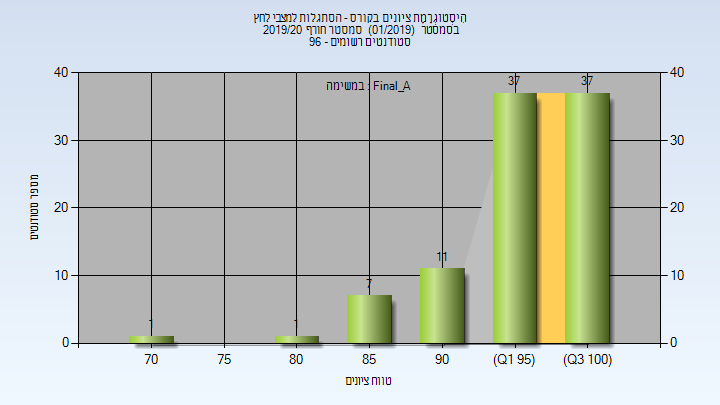 היסטוגרמת ציונים בקורס - הסתגלות למצבי לחץ
בסמסטר (01/2019) סמסטר חורף 2019/20
סטודנטים רשומים - 96
במשימה : Final_A
מספר סטודנטים
40
30
20
10
0
40
30
20
10
0
1
1
7
11
37
37
70
75
80
85
90
(Q1 95)
(Q3 100)
טווח ציונים